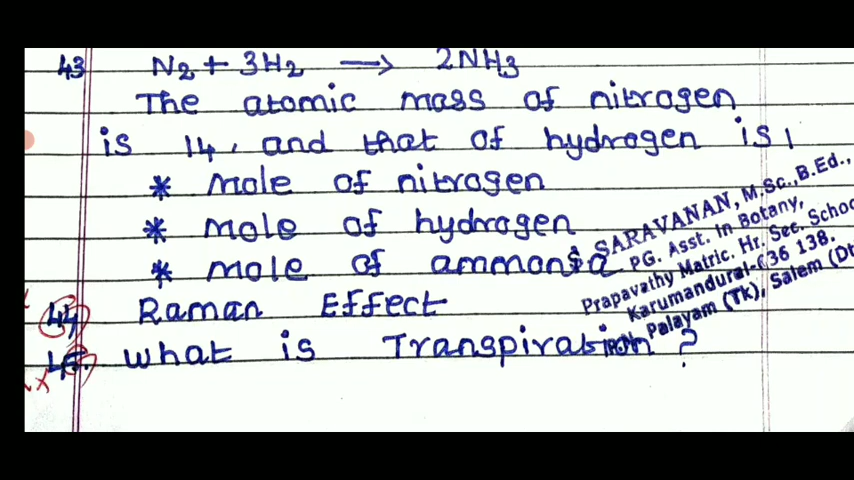 43 N2 + 3H2 → 2NH3
The atomic mass of nitrogen
is 14, and that of hydrogen is 1
* mole of nitrogen
* mole of hydrogen
* mole of ammonia
SARAVANAN, M.Sc.,B.Ed.,
PG. Asst. In Botany,
Prapavathy Matric. Hr. Sec. Schoo
Karumandurai-636 138.
Palayam (Tk), Salem (Dt
44 Raman Effect
45. What is Transpiration ?